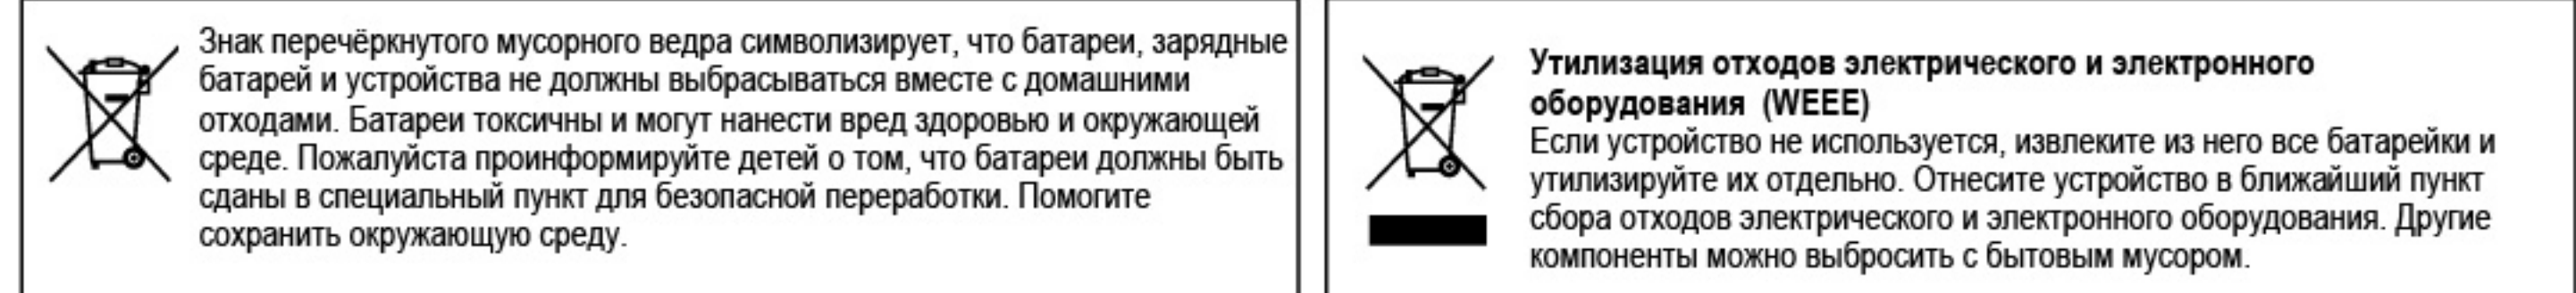 Знак перечёркнутого мусорного ведра символизирует, что батареи, зарядные
батарей и устройства не должны выбрасываться вместе с домашними
отходами. Батареи токсичны и могут нанести вред здоровью и окружающей
среде. Пожалуйста проинформируйте детей о том, что батареи должны быть
сданы в специальный пункт для безопасной переработки. Помогите
сохранить окружающую среду.
Утилизация отходов электрического и электронного
оборудования (WEEE)
Если устройство не используется, извлеките из него все батарейки и
утилизируйте их отдельно. Отнесите устройство в ближайший пункт
сбора отходов электрического и электронного оборудования. Другие
компоненты можно выбросить с бытовым мусором.